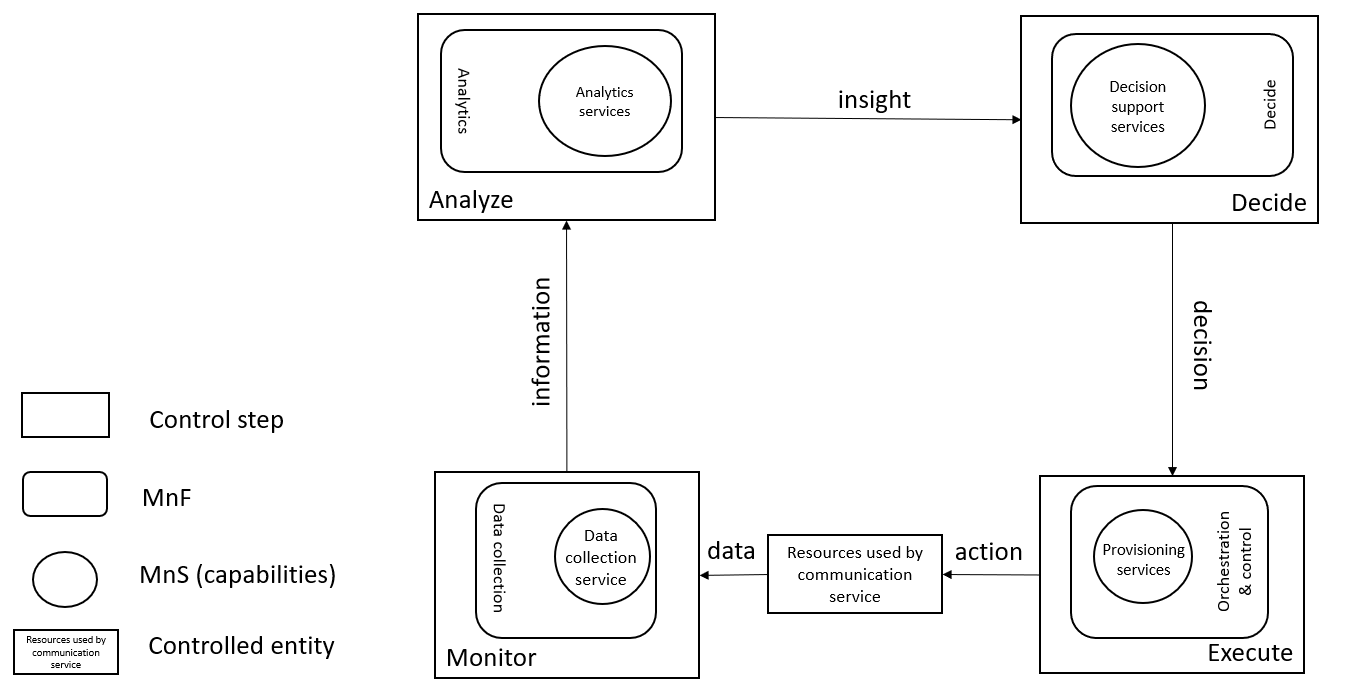 Analytics
Analytics
services
Analyze
insight
Decision
support
services
Decide
Decide
information
decision
Control step
MnF
MnS (capabilities)
Resources used by
communication
service
Controlled entity
Data collection
Data
collection
service
Monitor
data
Resources used by
communication
service
action
Provisioning
services
Orchestration
& control
Execute